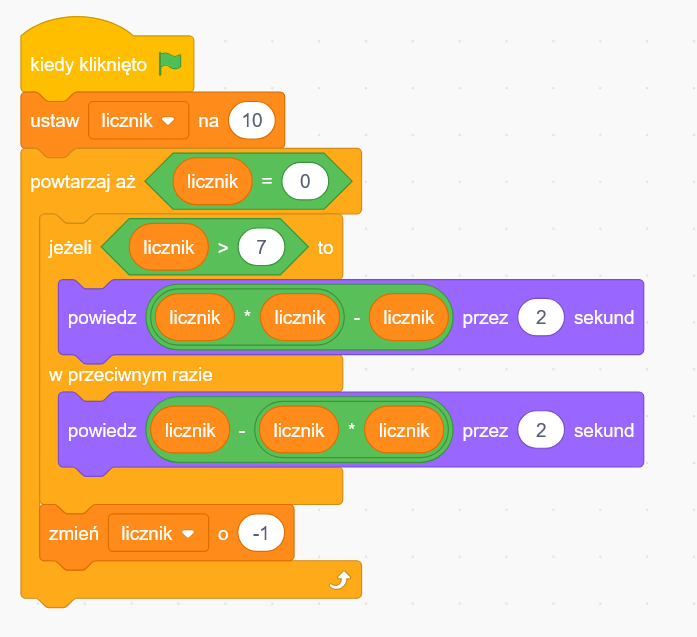 kiedy kliknięto
ustaw licznik na 10
powtarzaj aż licznik = 0
jeżeli licznik > 7 to
powiedz licznik * licznik - licznik przez 2 sekund
w przeciwnym razie
powiedz licznik - licznik * licznik przez 2 sekund
zmień licznik o -1